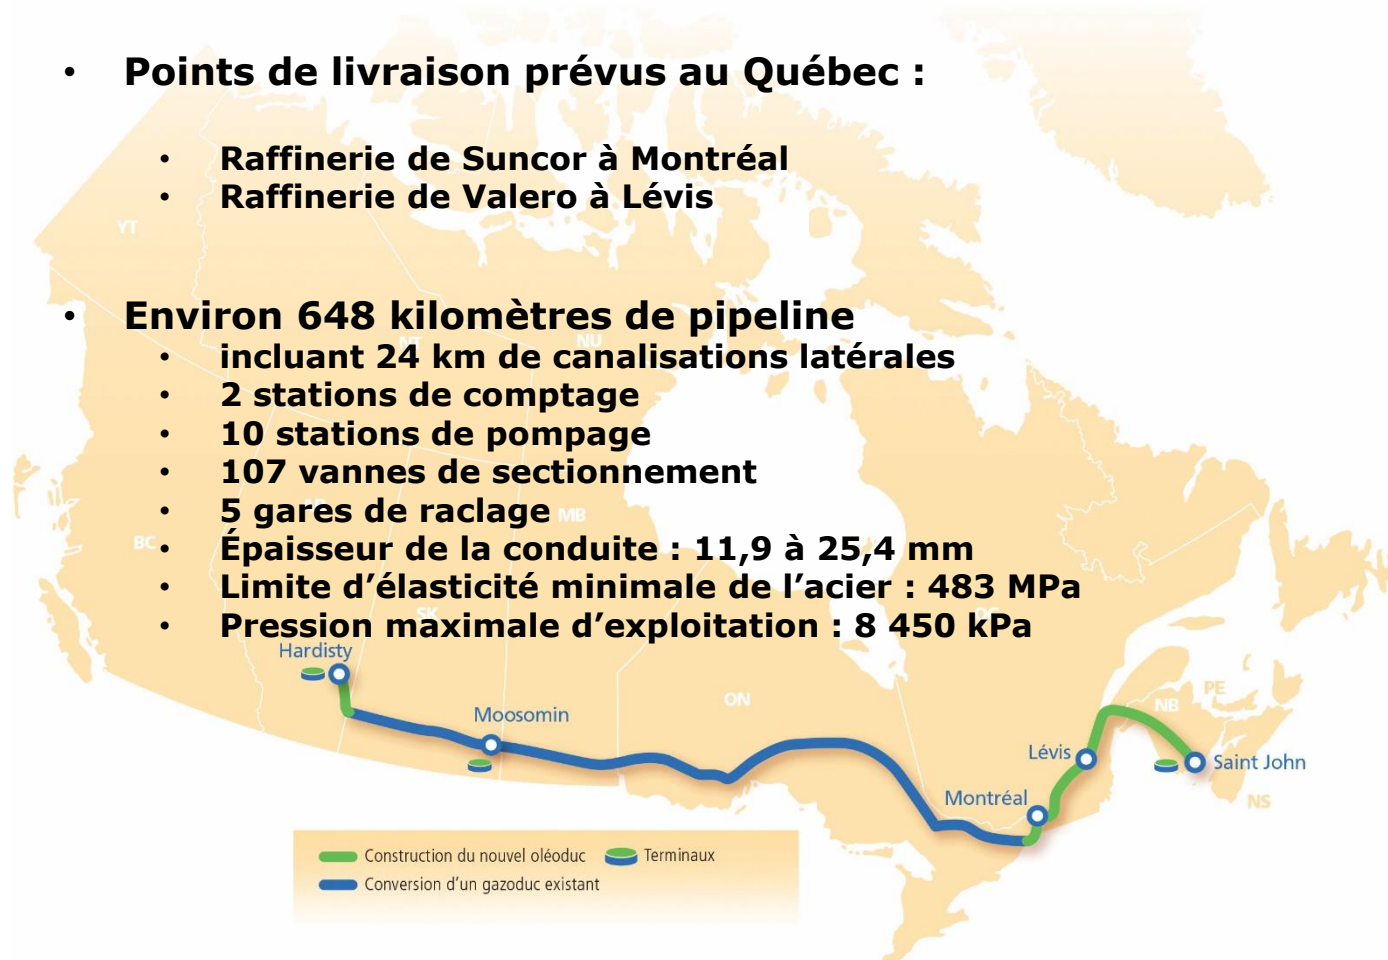 • Points de livraison prévus au Québec :
• Raffinerie de Suncor à Montréal
• Raffinerie de Valero à Lévis
YT
• Environ 648 kilomètres de pipeline
NT
NU
• incluant 24 km de canalisations latérales
• 2 stations de comptage
• 10 stations de pompage
• 107 vannes de sectionnement
• 5 gares de raclage
AB
MB
BC
• Épaisseur de la conduite : 11,9 à 25,4 mm
• Limite d’élasticité minimale de l’acier : 483 MPa
SK
QC
• Pression maximale d’exploitation : 8 450 kPa
Hardisty
Moosomin
ON
PE
NB
Lévis
Saint John
Montréal
NS
Construction du nouvel oléoduc
Terminaux
Conversion d'un gazoduc existant